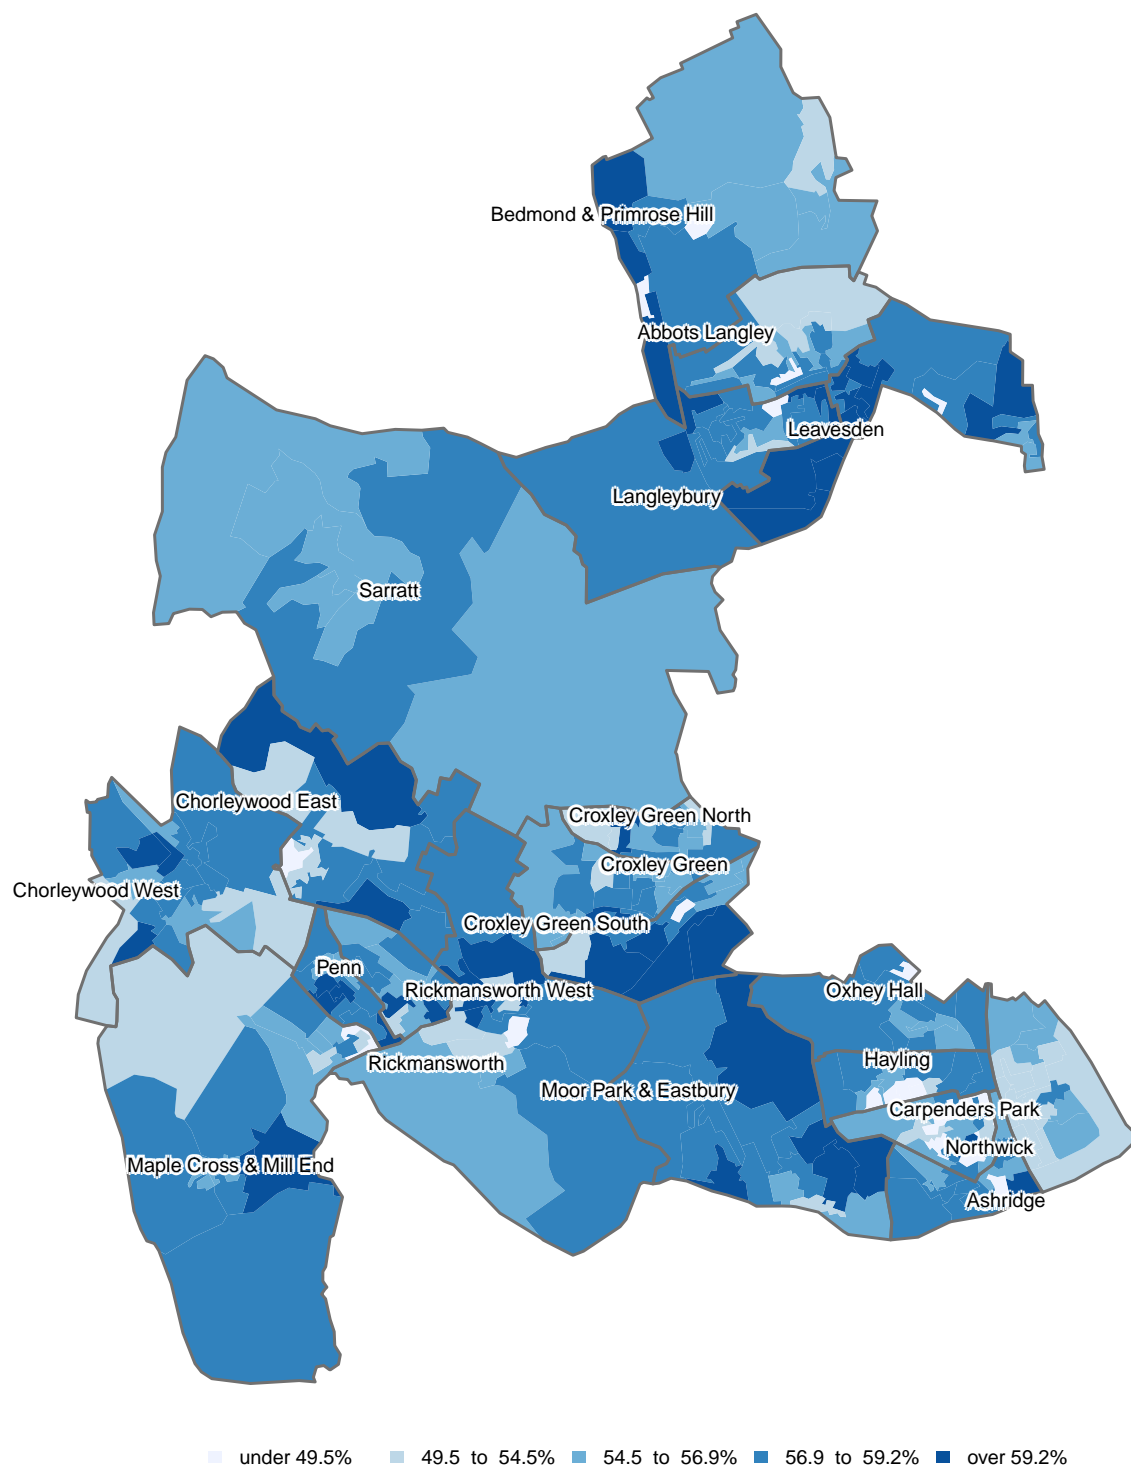 Bedmond & Primrose Hill
Abbots Langley
Leavesden
Langleybury
Sarratt
Chorleywood East
Croxley Green North
Croxley Green
Chorleywood West
Croxley Green South
Penn
Rickmansworth West
Oxhey Hall
Rickmansworth
Hayling
Moor Park & Eastbury
Carpenders Park
Northwick
Maple Cross & Mill End
Ashridge
under 49.5% 49.5 to 54.5% 54.5 to 56.9% 56.9 to 59.2% over 59.2%